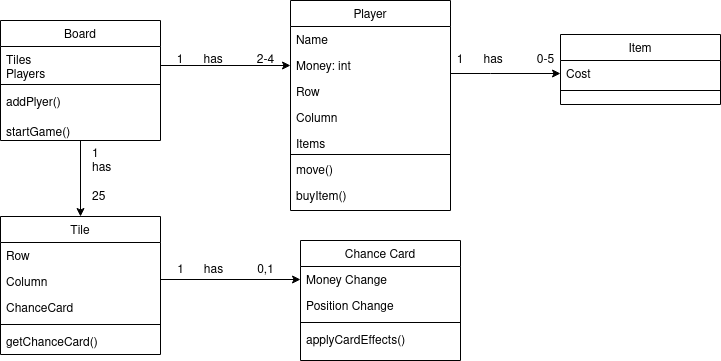 Board
Tiles
Players
addPlyer()
startGame()
1 has 2-4
Player
Name
Money: int
Row
Column
Items
move()
buyItem()
1 has 0-5
Item
Cost
1
has
25
Tile
Row
Column
ChanceCard
getChanceCard()
1 has 0,1
Chance Card
Money Change
Position Change
applyCardEffects()